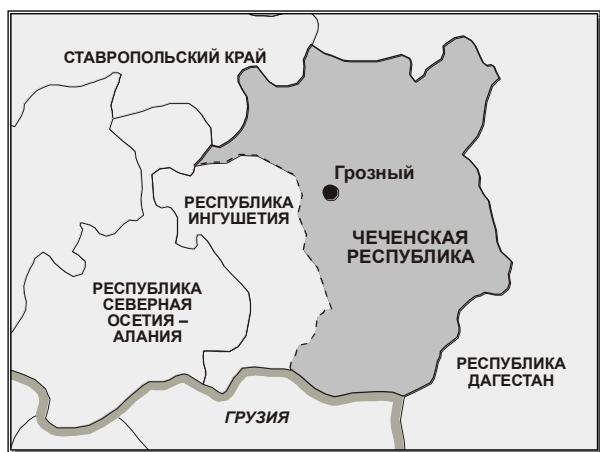 СТАВРОПОЛЬСКИЙ КРАЙ
Грозный
РЕСПУБЛИКА
ИНГУШЕТИЯ
ЧЕЧЕНСКАЯ
РЕСПУБЛИКА
РЕСПУБЛИКА
СЕВЕРНАЯ
ОСЕТИЯ –
АЛАНИЯ
РЕСПУБЛИКА
ДАГЕСТАН
ГРУЗИЯ